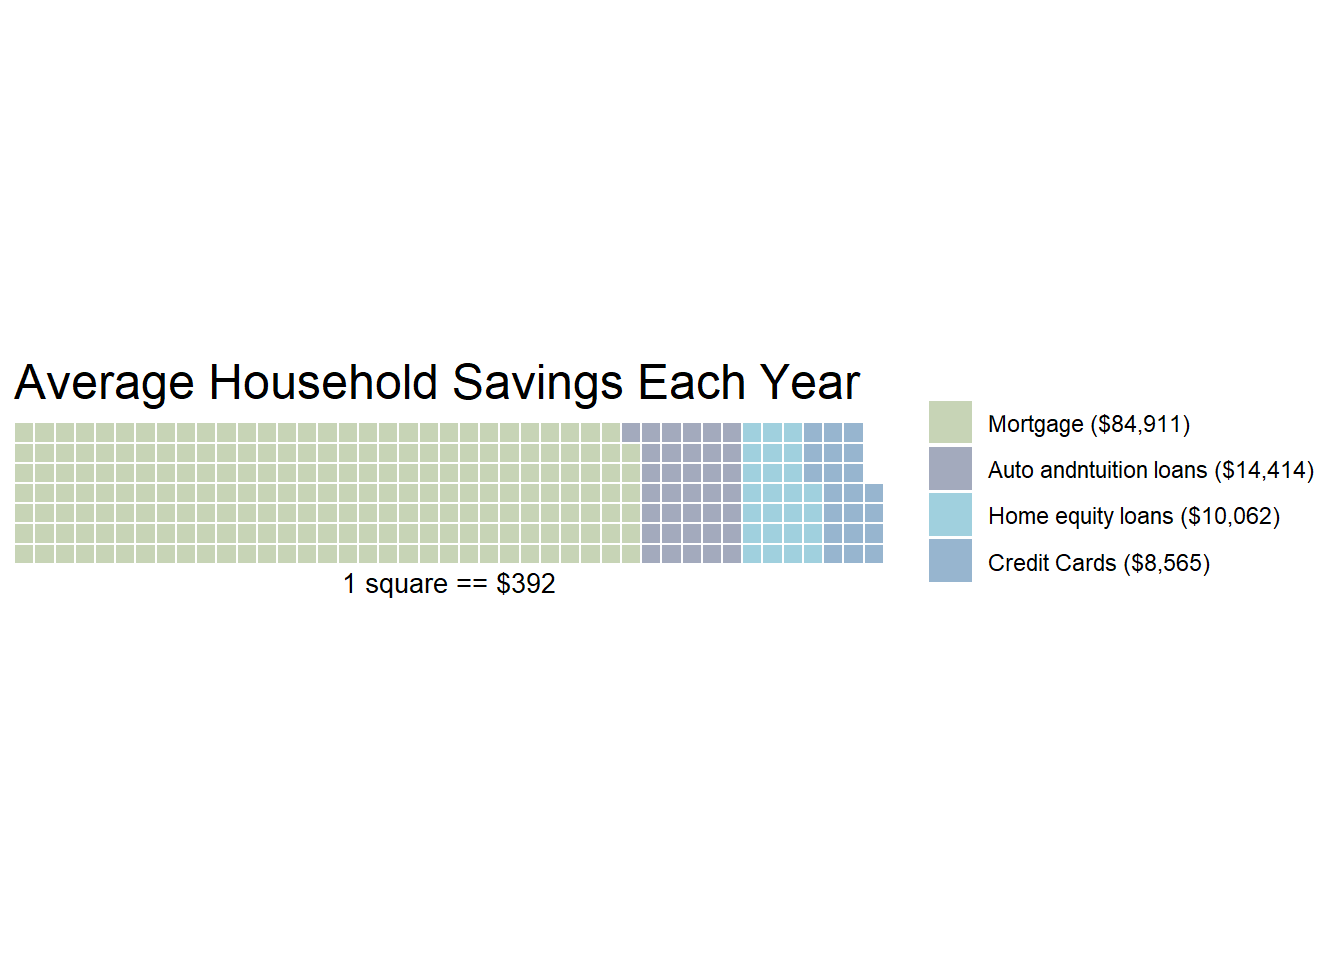 Average Household Savings Each Year
Mortgage ($84,911)
Auto andntuition loans ($14,414)
Home equity loans ($10,062)
Credit Cards ($8,565)
1 square == $392